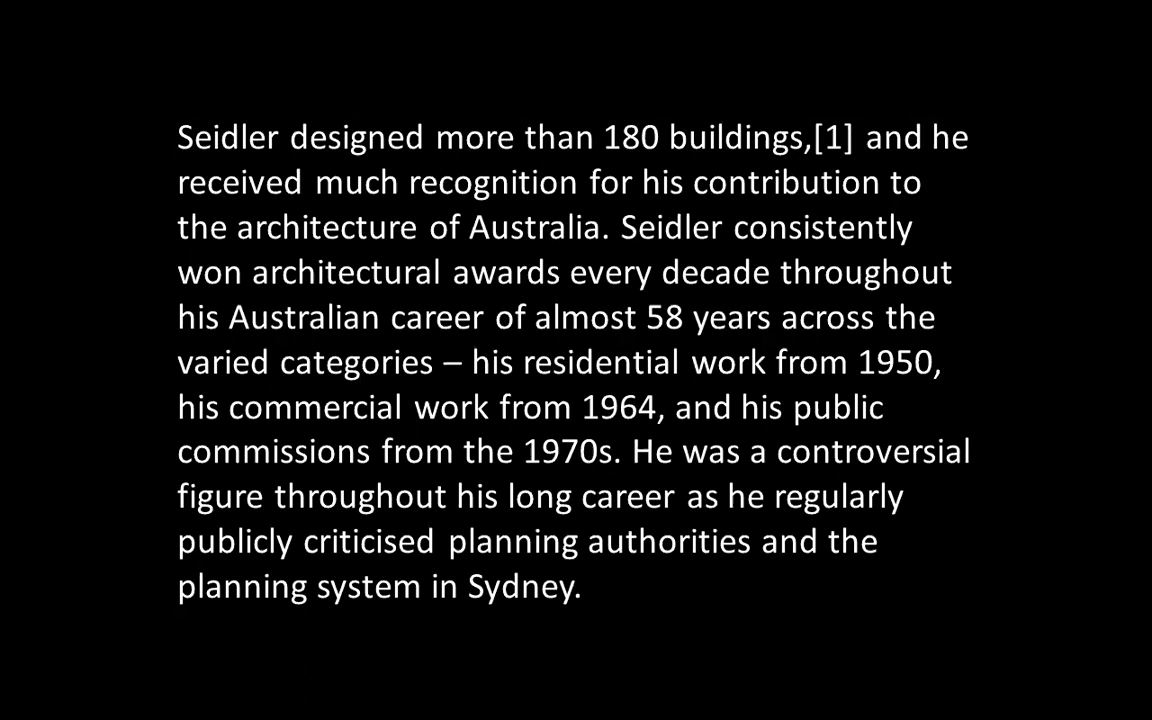 Seidler designed more than 180 buildings,[1] and he
received much recognition for his contribution to
the architecture of Australia. Seidler consistently
won architectural awards every decade throughout
his Australian career of almost 58 years across the
varied categories – his residential work from 1950,
his commercial work from 1964, and his public
commissions from the 1970s. He was a controversial
figure throughout his long career as he regularly
publicly criticised planning authorities and the
planning system in Sydney.